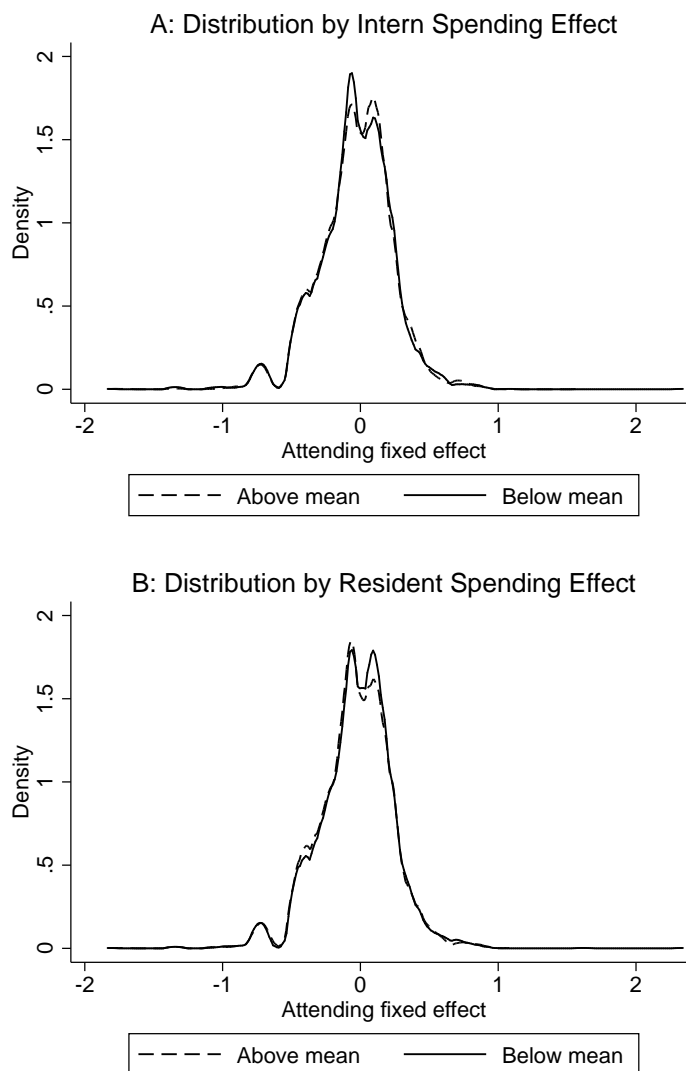 A: Distribution by Intern Spending Effect
2
1.5
1
.5
0
Density
-2 -1 0 1 2
Attending fixed effect
Above mean Below mean
B: Distribution by Resident Spending Effect
2
1.5
1
.5
0
Density
-2 -1 0 1 2
Attending fixed effect
Above mean Below mean